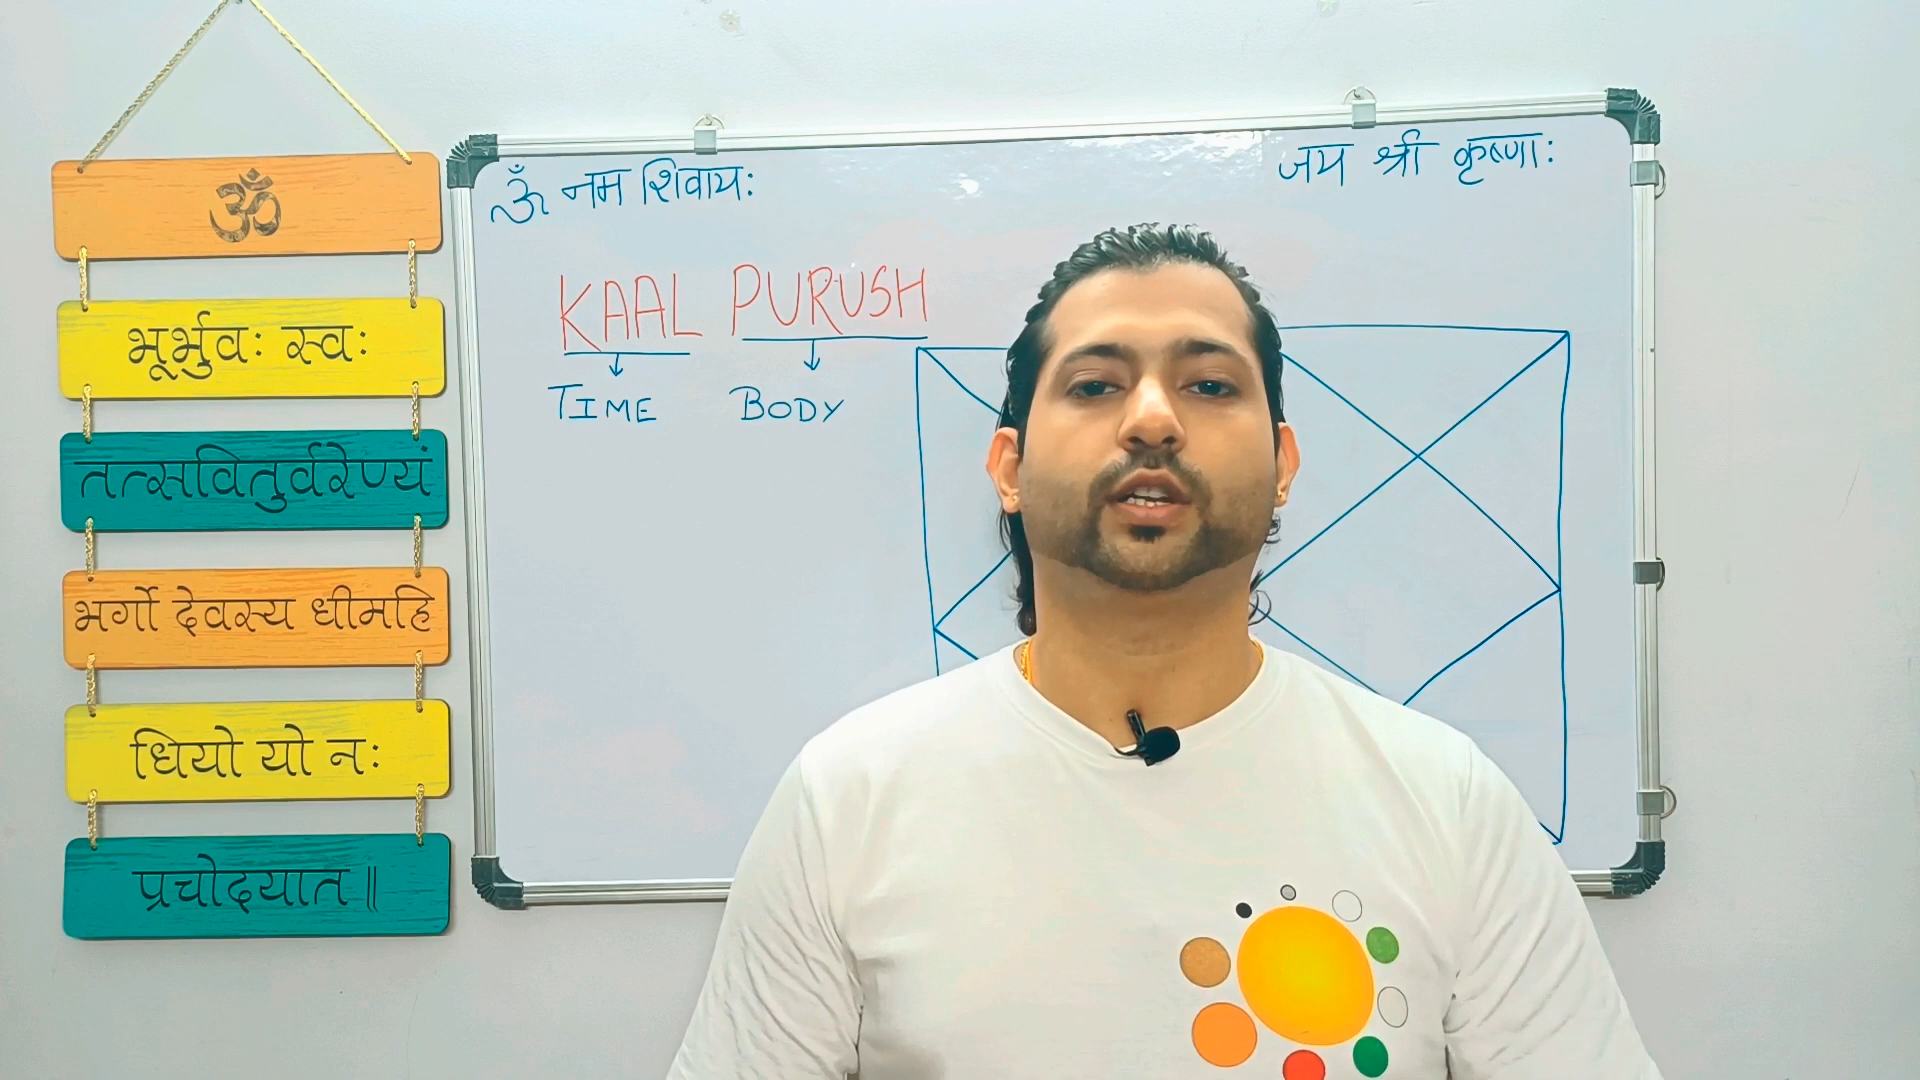 ॐ
भूर्भुवः स्वः
तत्सवितुर्वरेण्यं
भर्गो देवस्य धीमहि
धियो यो नः
प्रचोदयात॥
ॐ नम शिवायः
जय श्री कृष्णाः
KAAL PURUSH
TIME BODY